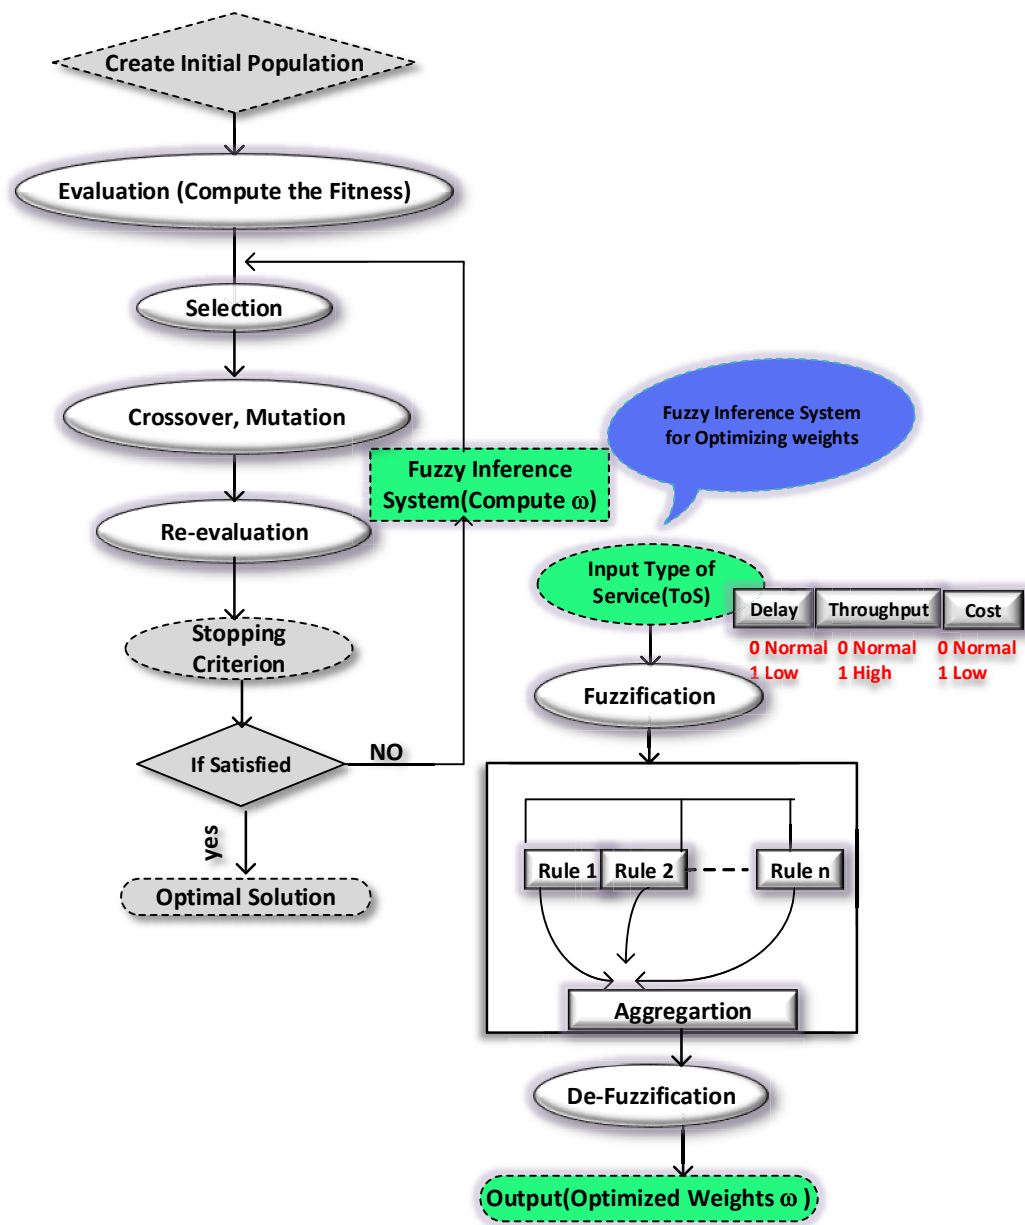 Create Initial Population
Evaluation (Compute the Fitness)
Selection
Crossover, Mutation
Fuzzy Inference
System(Compute ω)
Re-evaluation
Stopping
Criterion
If Satisfied
NO
yes
Optimal Solution
Fuzzy Inference System
for Optimizing weights
Input Type of
Service(ToS)
Delay
Throughput
Cost
0 Normal
1 Low
0 Normal
1 High
0 Normal
1 Low
Fuzzification
Rule 1
Rule 2
Rule n
Aggregartion
De-Fuzzification
Output(Optimized Weights ω )